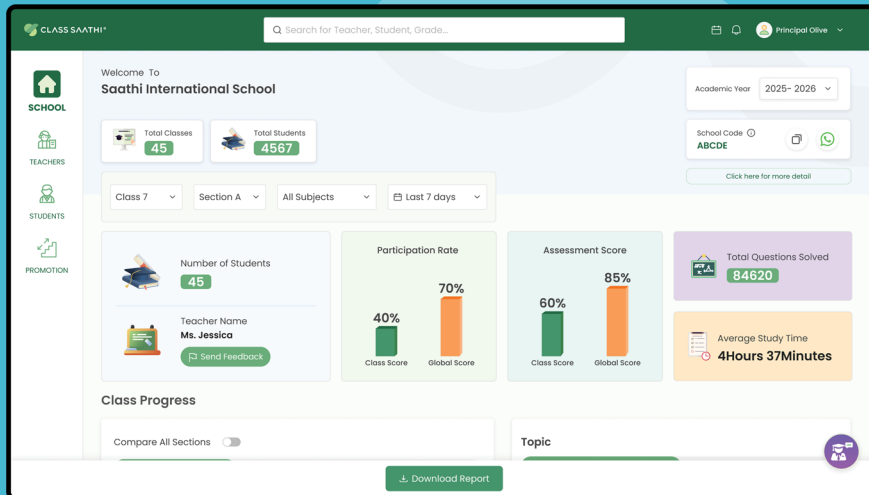 CLASS SAATHI
Search for Teacher, Student, Grade...
Principal Olive
SCHOOL
TEACHERS
STUDENTS
PROMOTION
Welcome To
Saathi International School
Academic Year
2025- 2026
Total Classes
45
Total Students
4567
School Code
ABCDE
Click here for more detail
Class 7
Section A
All Subjects
Last 7 days
Number of Students
45
Teacher Name
Ms. Jessica
Send Feedback
Participation Rate
40%
70%
Class Score
Global Score
Assessment Score
60%
85%
Class Score
Global Score
Total Questions Solved
84620
Average Study Time
4Hours 37Minutes
Class Progress
Compare All Sections
Topic
Download Report